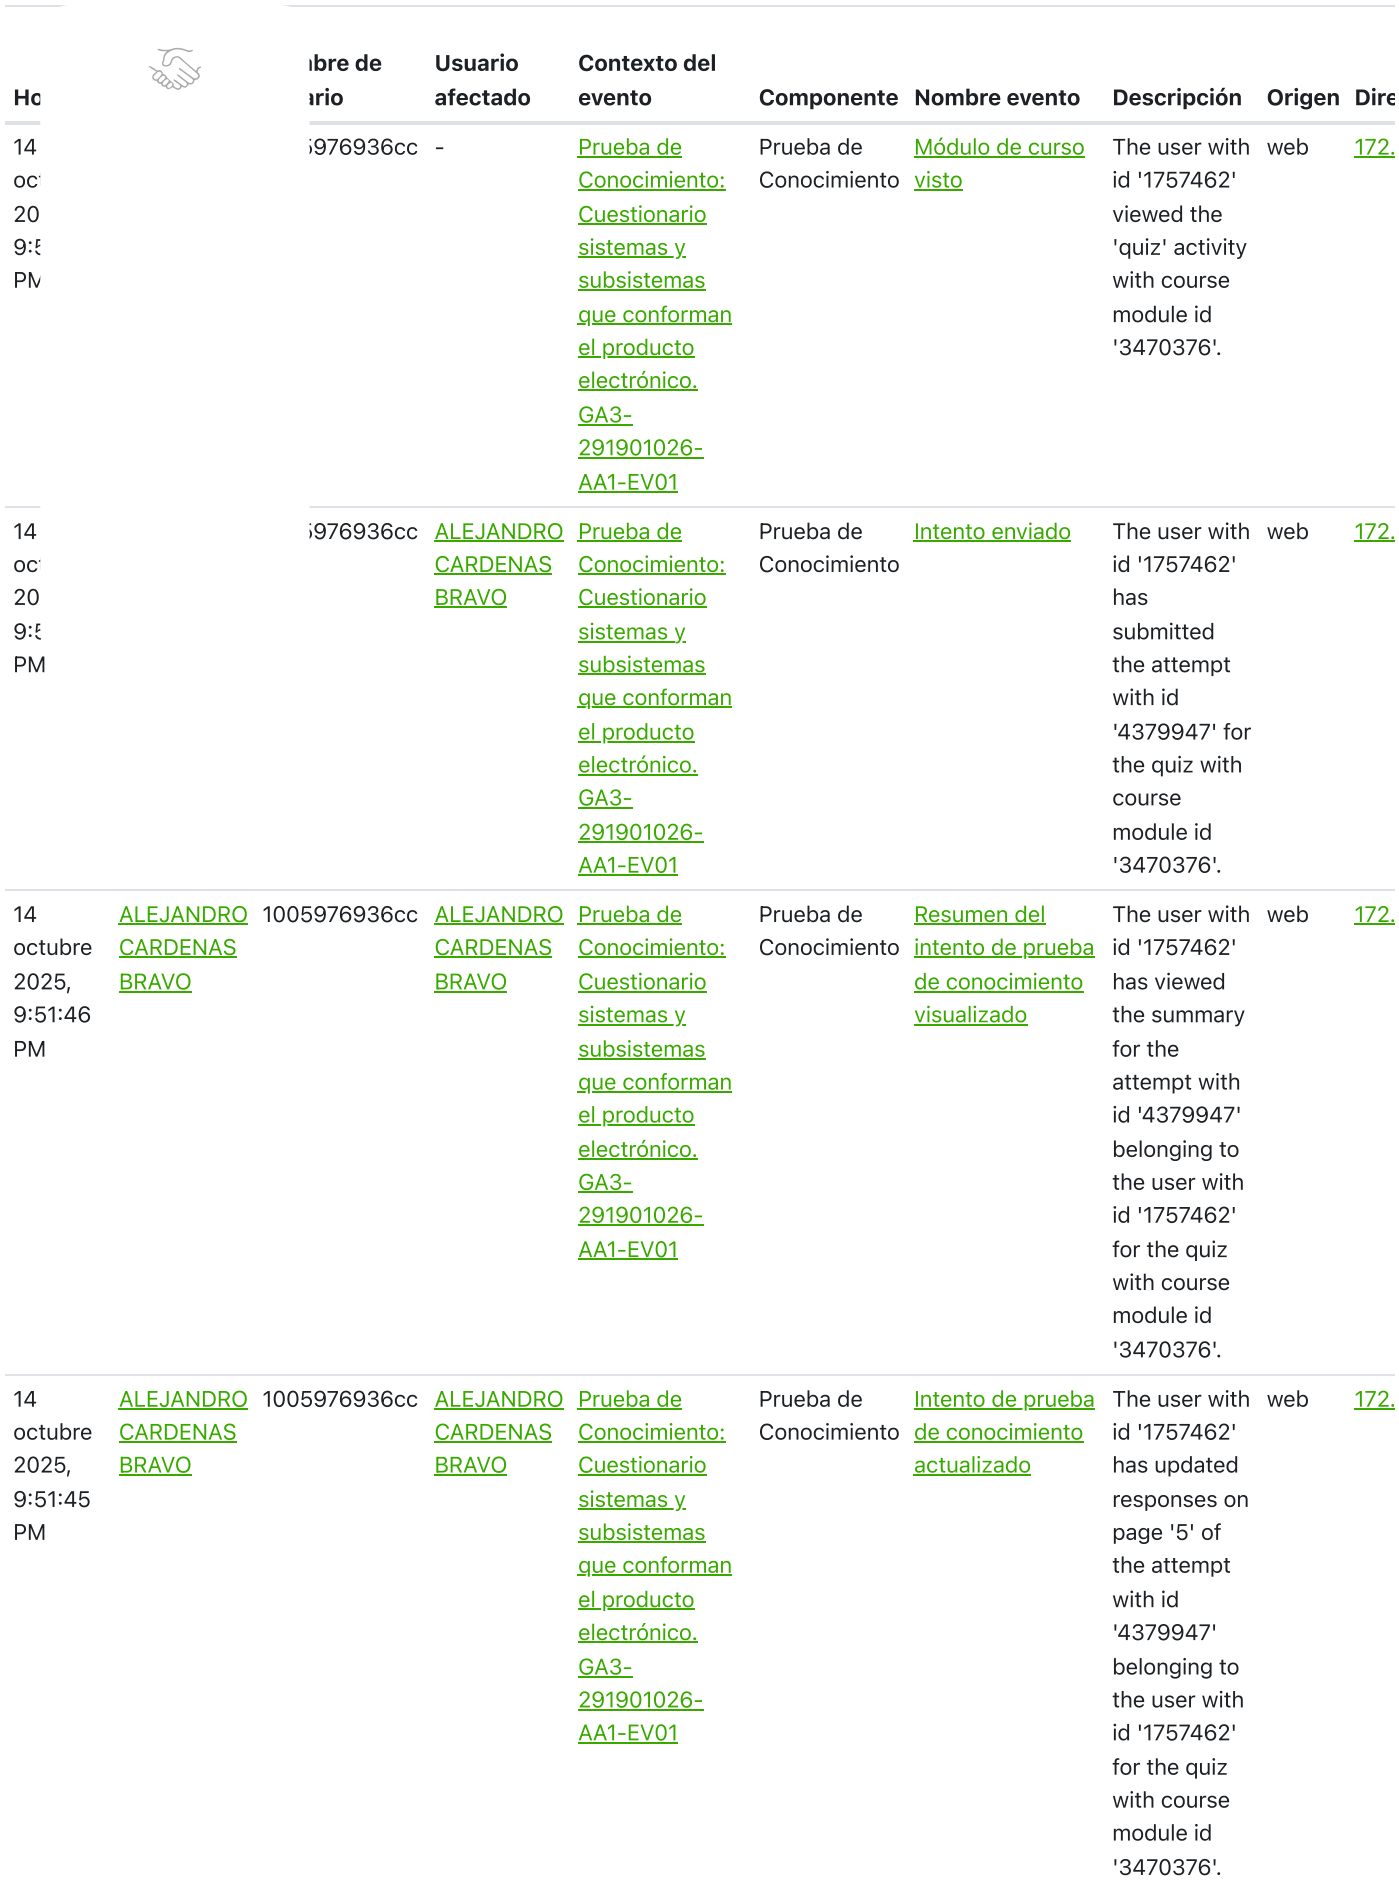 Usuario
Contexto del
afectado
evento
Componente
Nombre evento
Descripción
Origen
14
PM
-
Prueba de
Conocimiento:
Cuestionario
sistemas y
subsistemas
que conforman
el producto
electrónico.
GA3-
291901026-
AA1-EV01
Prueba de
Conocimiento
Módulo de curso
visto
The user with
id '1757462'
viewed the
'quiz' activity
with course
module id
'3470376'.
web
172.
14
PM
ALEJANDRO
CARDENAS
BRAVO
Prueba de
Conocimiento:
Cuestionario
sistemas y
subsistemas
que conforman
el producto
electrónico.
GA3-
291901026-
AA1-EV01
Prueba de
Conocimiento
Intento enviado
The user with
id '1757462'
has
submitted
the attempt
with id
'4379947' for
the quiz with
course
module id
'3470376'.
web
172.
14
octubre
2025,
9:51:46
PM
ALEJANDRO
CARDENAS
BRAVO
1005976936cc
ALEJANDRO
CARDENAS
BRAVO
Prueba de
Conocimiento:
Cuestionario
sistemas y
subsistemas
que conforman
el producto
electrónico.
GA3-
291901026-
AA1-EV01
Prueba de
Conocimiento
Resumen del
intento de prueba
de conocimiento
visualizado
The user with
id '1757462'
has viewed
the summary
for the
attempt with
id '4379947'
belonging to
the user with
id '1757462'
for the quiz
with course
module id
'3470376'.
web
172.
14
octubre
2025,
9:51:45
PM
ALEJANDRO
CARDENAS
BRAVO
1005976936cc
ALEJANDRO
CARDENAS
BRAVO
Prueba de
Conocimiento:
Cuestionario
sistemas y
subsistemas
que conforman
el producto
electrónico.
GA3-
291901026-
AA1-EV01
Prueba de
Conocimiento
Intento de prueba
de conocimiento
actualizado
The user with
id '1757462'
has updated
responses on
page '5' of
the attempt
with id
'4379947'
belonging to
the user with
id '1757462'
for the quiz
with course
module id
'3470376'.
web
172.